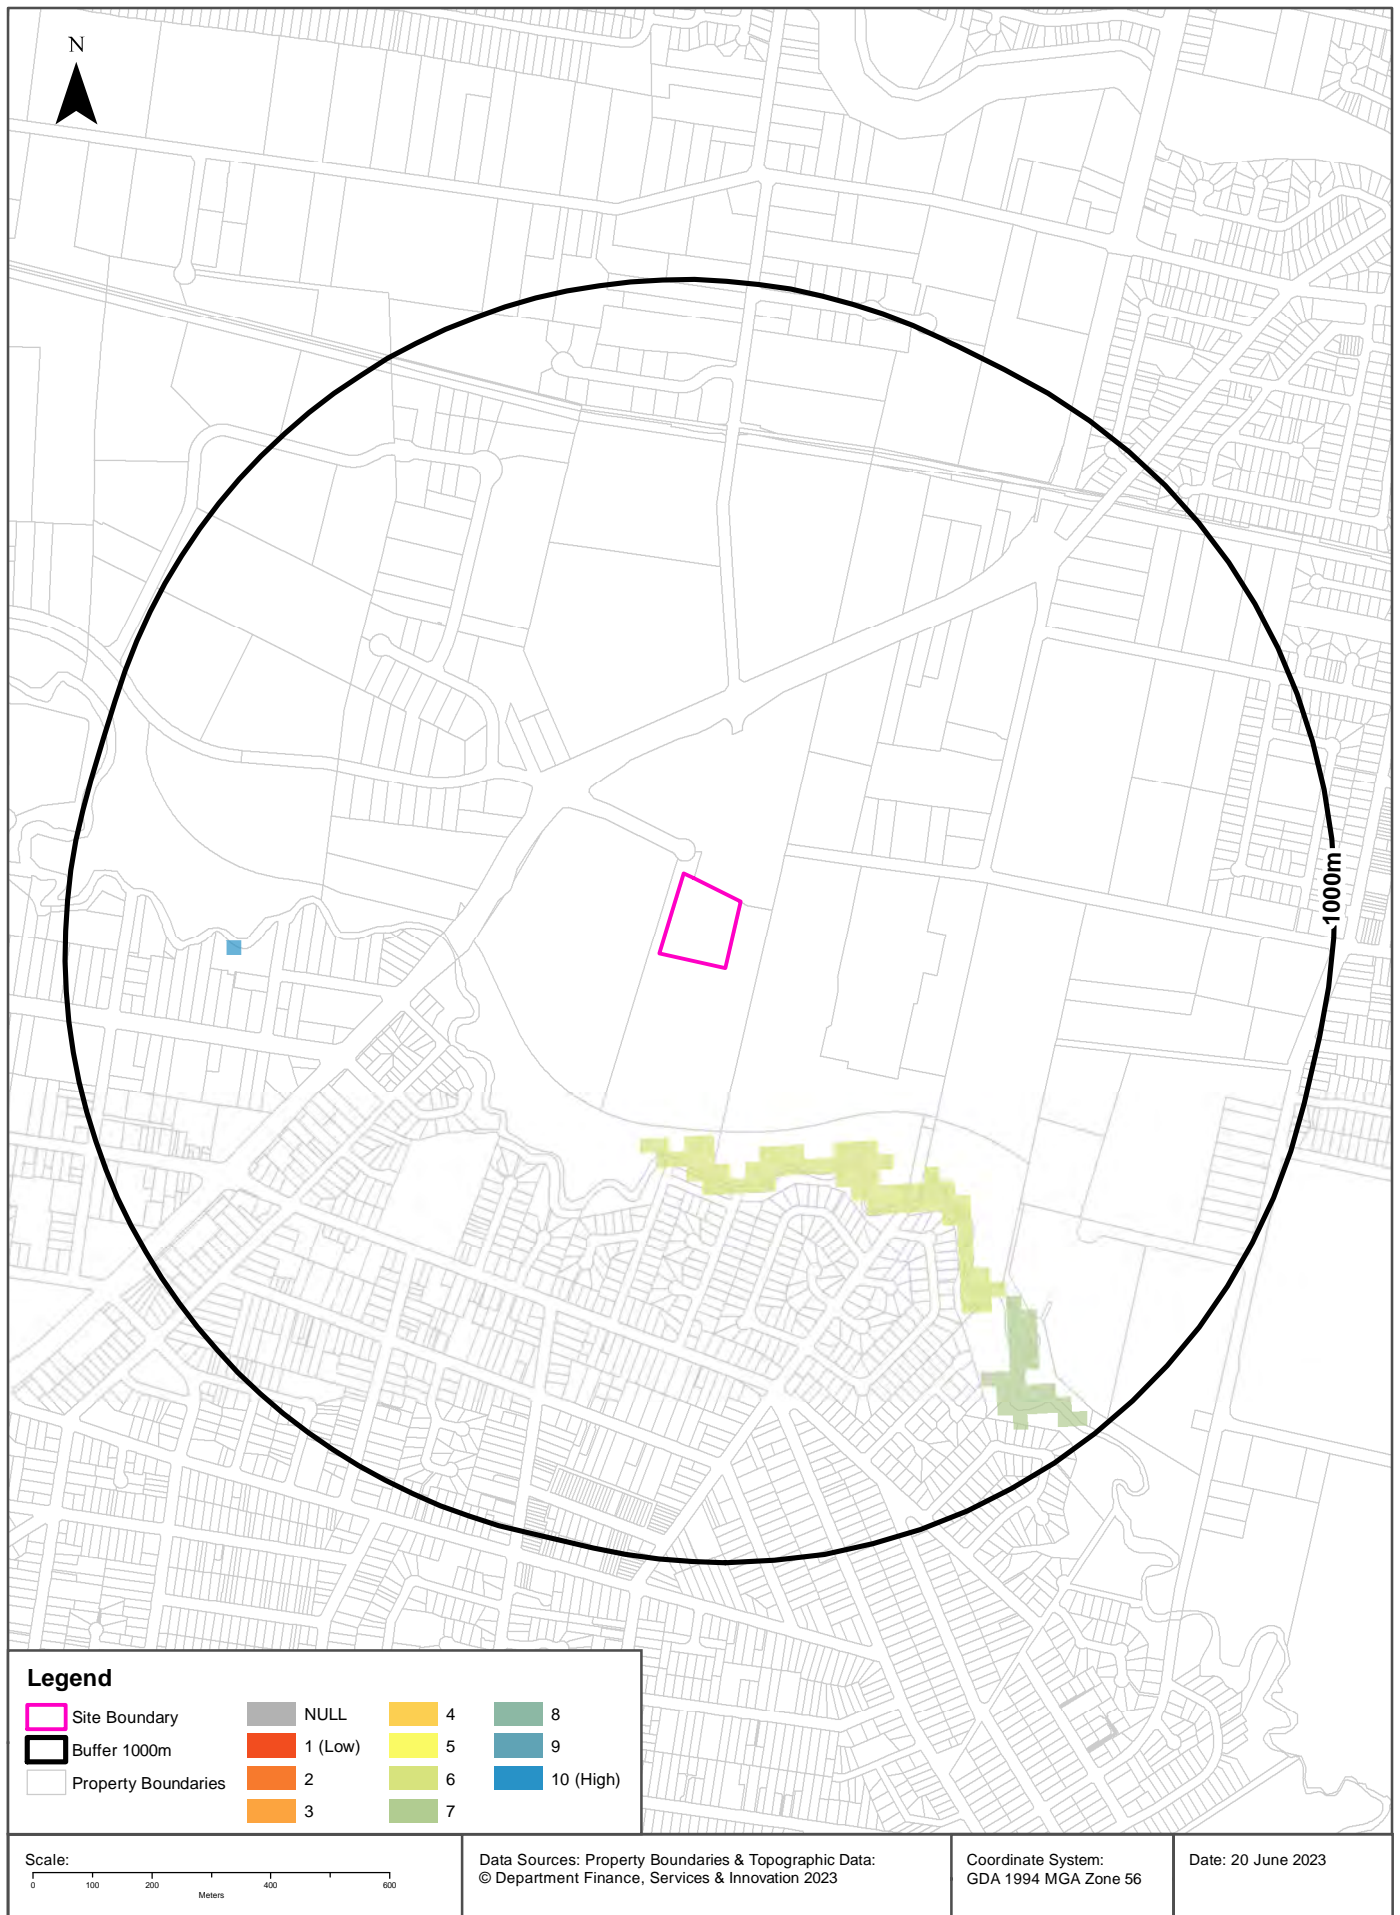 N
1000m
Legend
Site Boundary
Buffer 1000m
Property Boundaries
NULL
1 (Low)
2
3
4
5
6
7
8
9
10 (High)
Scale:
0 100 200 400 600
Meters
Data Sources: Property Boundaries & Topographic Data:
© Department Finance, Services & Innovation 2023
Coordinate System:
GDA 1994 MGA Zone 56
Date: 20 June 2023